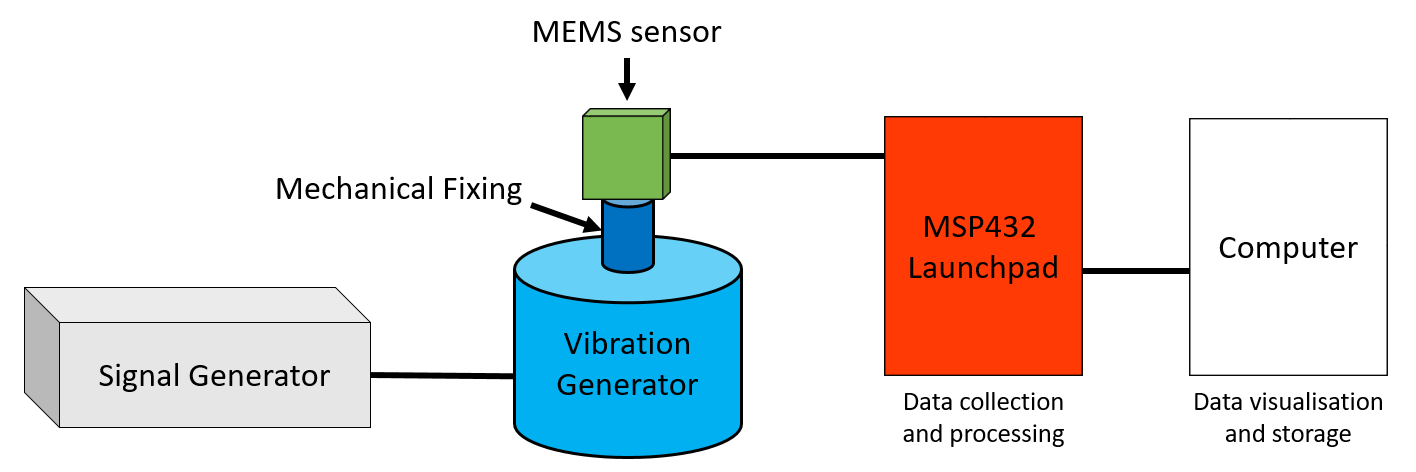 MEMS sensor
Mechanical Fixing
Signal Generator
Vibration
Generator
MSP432
Launchpad
Data collection
and processing
Computer
Data visualisation
and storage